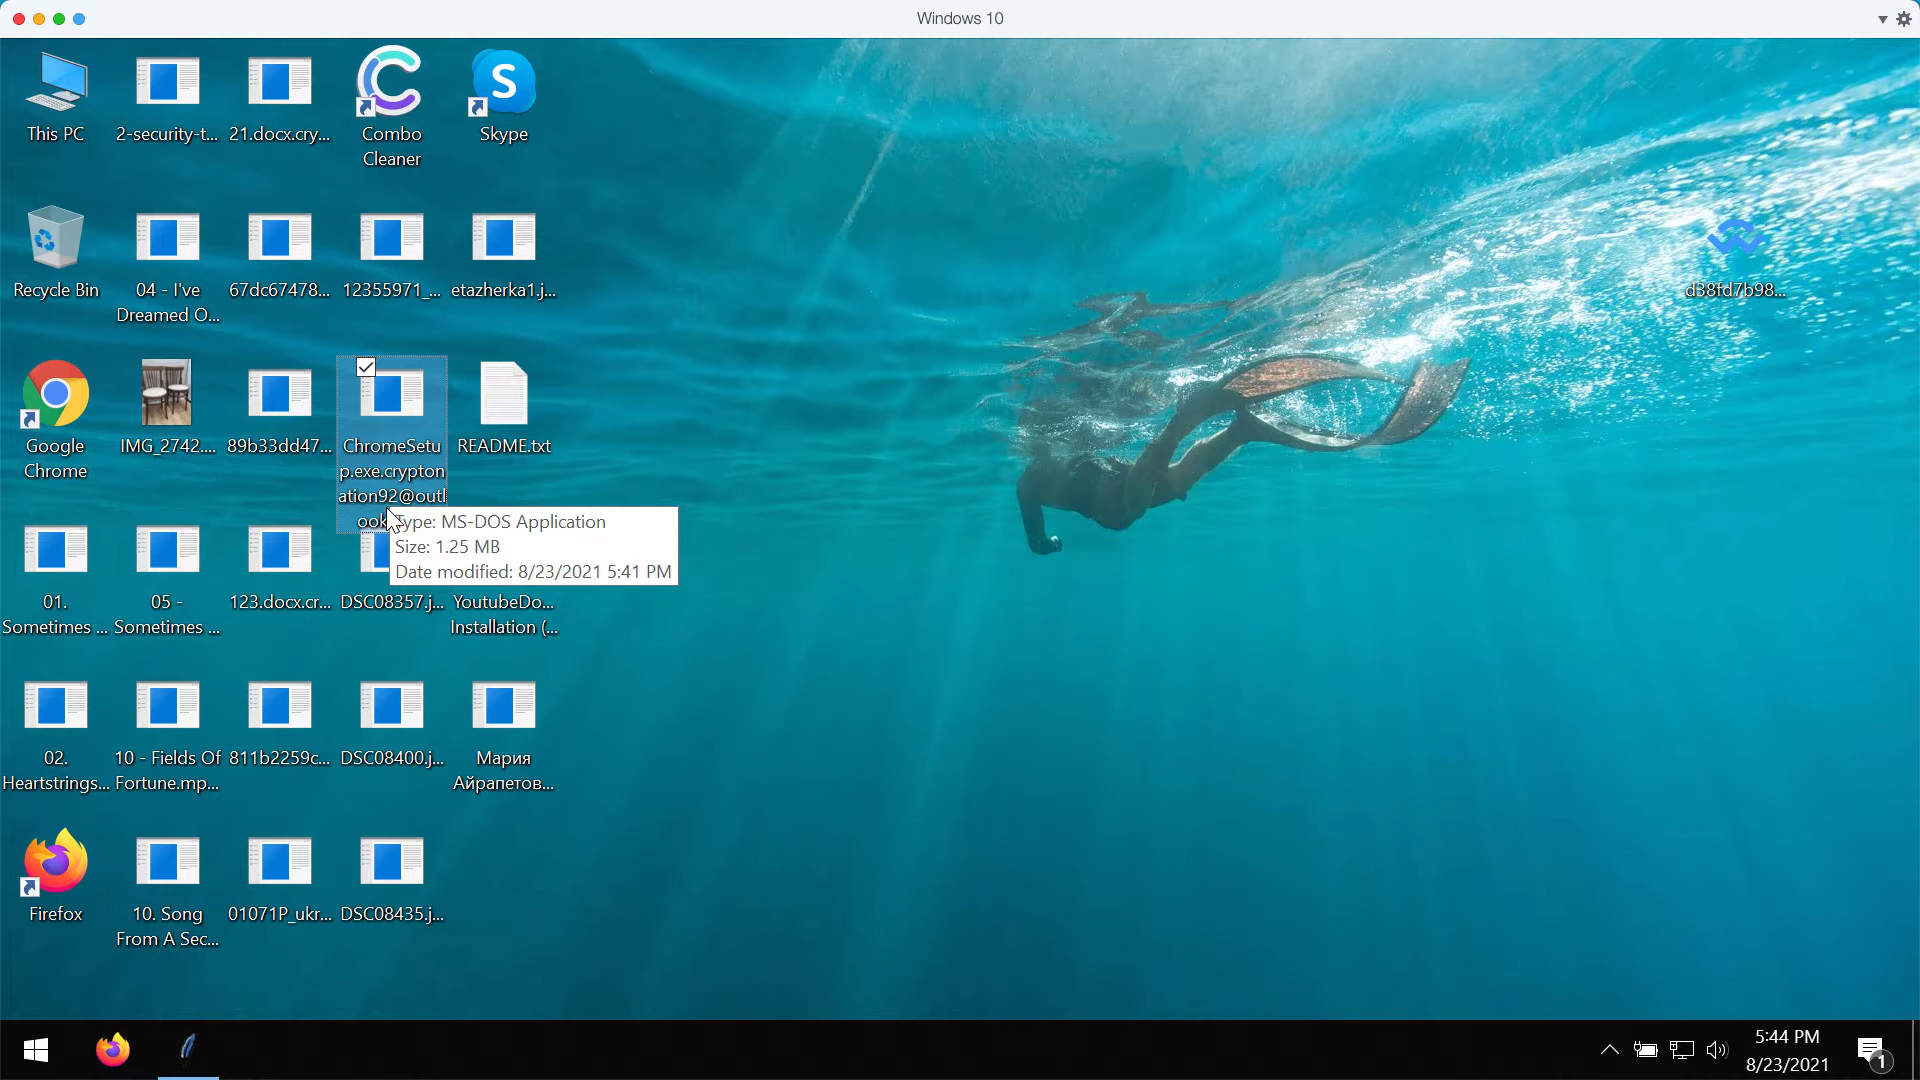 Windows 10
This PC
2-security-t...
21.docx.cry...
Combo
Cleaner
Skype
Recycle Bin
04 - I've
Dreamed O...
67dc67478...
12355971_...
etazherka1.j...
d38fd7b98...
Google
Chrome
IMG_2742....
89b33dd47...
ChromeSetu
p.exe.crypton
ation92@outl
ook
README.txt
Type: MS-DOS Application
Size: 1.25 MB
Date modified: 8/23/2021 5:41 PM
01.
Sometimes ...
05 -
Sometimes ...
123.docx.cr...
DSC08357.j...
YoutubeDo...
Installation (...
02.
Heartstrings...
10 - Fields Of
Fortune.mp...
811b2259c...
DSC08400.j...
Мария
Айрапетов...
Firefox
10. Song
From A Sec...
01071P_ukr...
DSC08435.j...
5:44 PM
8/23/2021
1